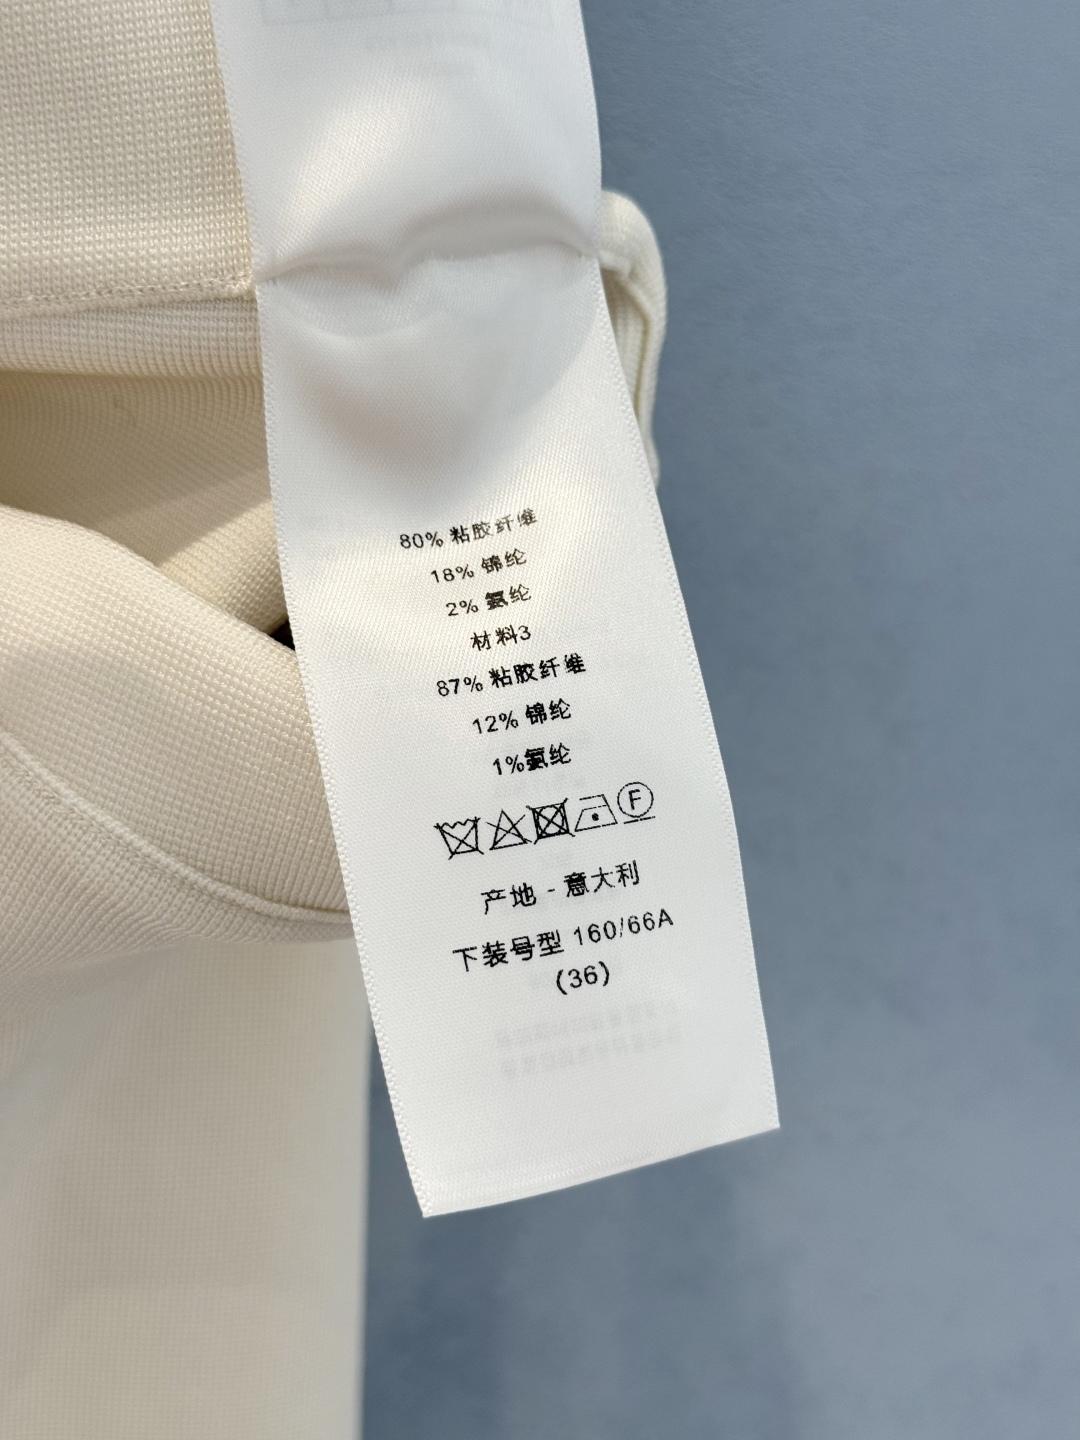 80% 粘胶纤维
18% 锦纶
2% 氨纶
材料3
87% 粘胶纤维
12% 锦纶
1%氨纶
F
产地 - 意大利
下装号型 160/66A
(36)